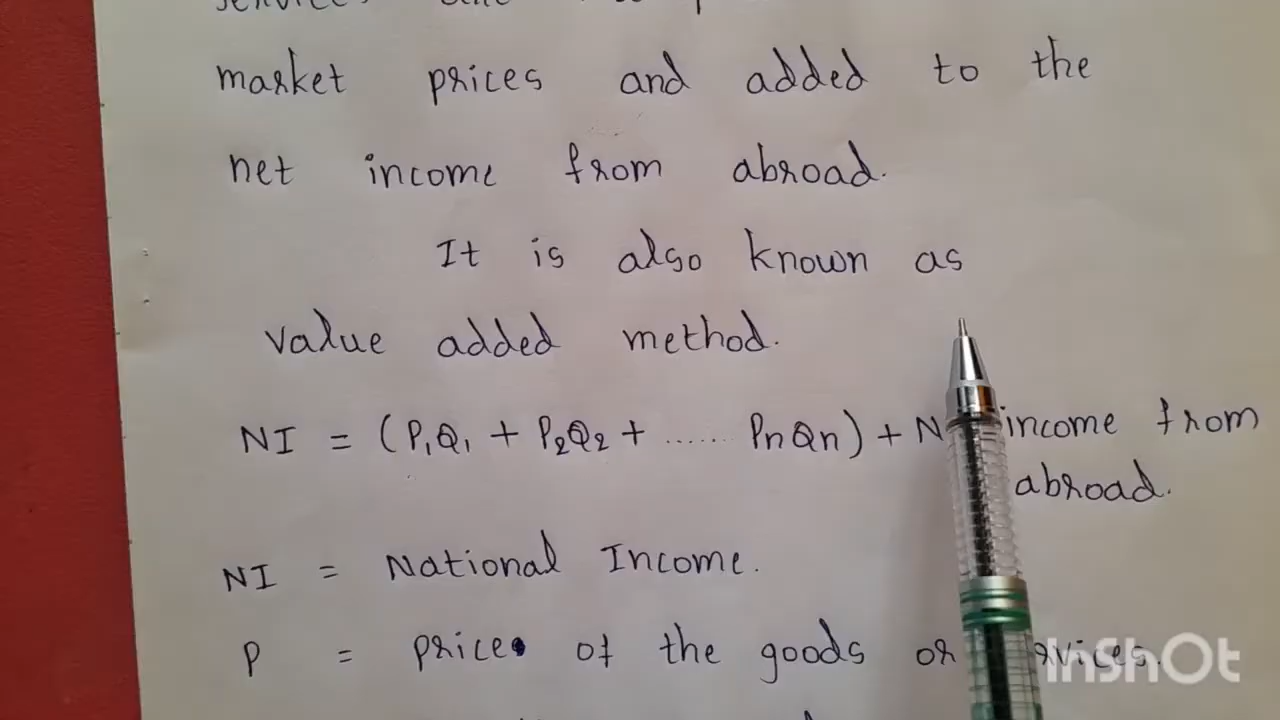 market prices and added to the
net income from abroad.
It is also known as
value added method.
NI = (P₁Q₁ + P₂Q₂ + ...... PnQn) + N income from
abroad.
NI = National Income.
P = price of the goods or
InShOt